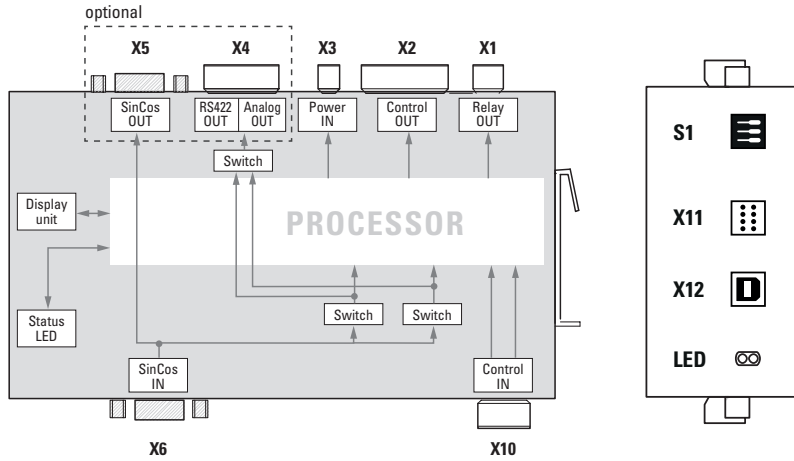 optional
X5
X4
X3
X2
X1
SinCos
OUT
RS422
OUT
Analog
OUT
Power
IN
Control
OUT
Relay
OUT
Switch
Display
unit
PROCESSOR
Status
LED
Switch
Switch
SinCos
IN
Control
IN
X6
X10
S1
X11
X12
LED